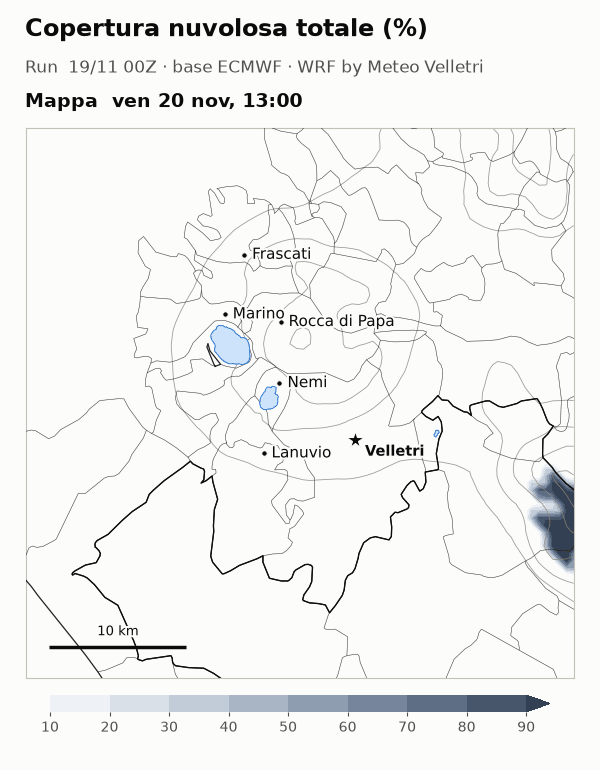 Copertura nuvolosa totale (%)
Run  19/11 00Z · base ECMWF · WRF by Meteo Velletri
Mappa  ven 20 nov, 13:00
Frascati
Marino
Rocca di Papa
Nemi
Velletri
Lanuvio
10 km
10 20 30 40 50 60 70 80 90